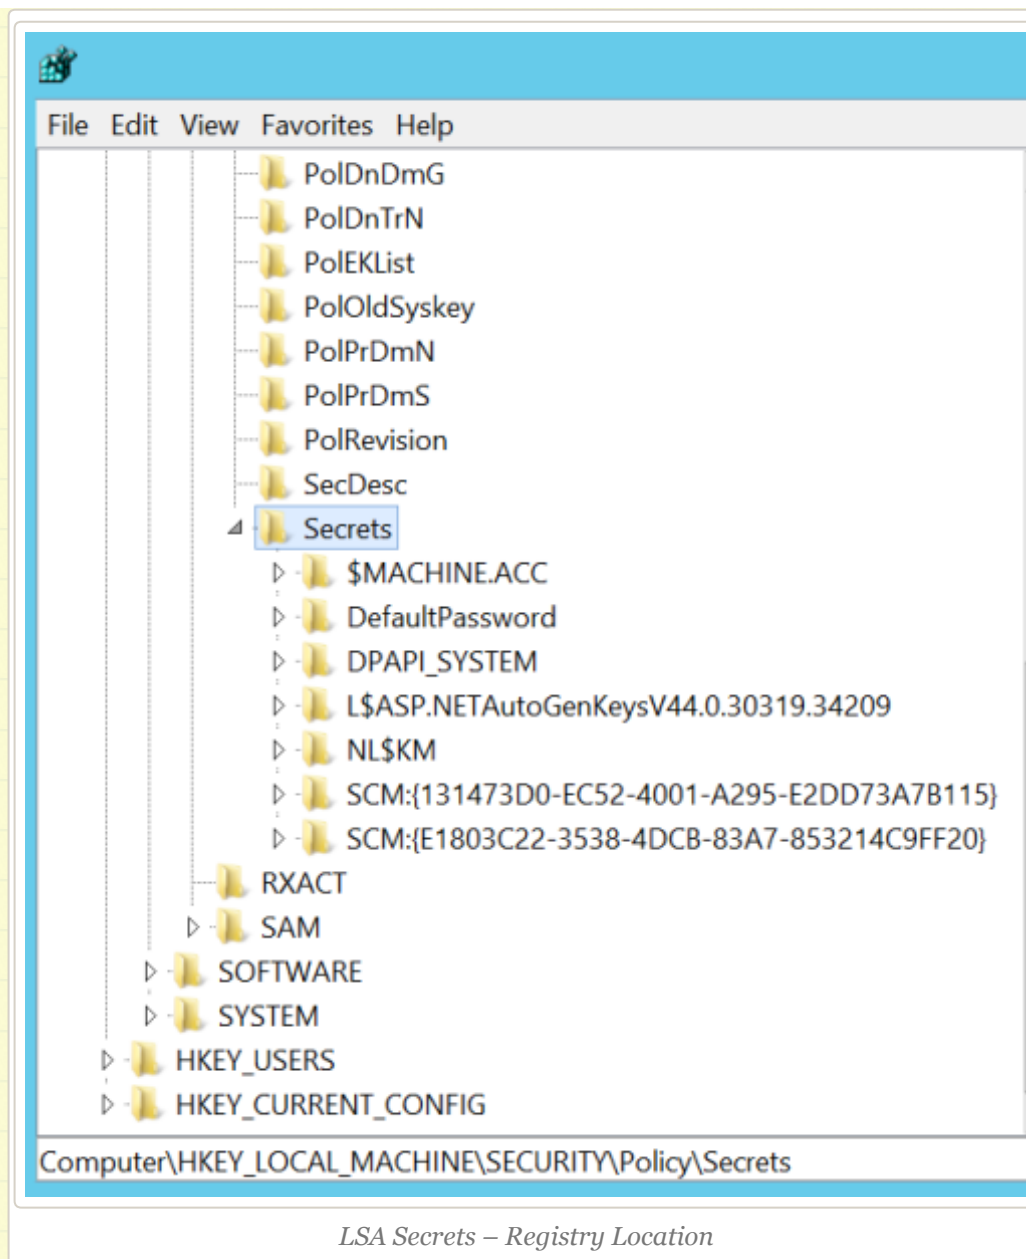 File Edit View Favorites Help
PolDnDmG
PolDnTrN
PolEKList
PolOldSyskey
PolPrDmN
PolPrDmS
PolRevision
SecDesc
Secrets
$MACHINE.ACC
DefaultPassword
DPAPI_SYSTEM
L$ASP.NETAutoGenKeysV44.0.30319.34209
NL$KM
SCM:{131473D0-EC52-4001-A295-E2DD73A7B115}
SCM:{E1803C22-3538-4DCB-83A7-853214C9FF20}
RXACT
SAM
SOFTWARE
SYSTEM
HKEY_USERS
HKEY_CURRENT_CONFIG
Computer\HKEY_LOCAL_MACHINE\SECURITY\Policy\Secrets
LSA Secrets – Registry Location